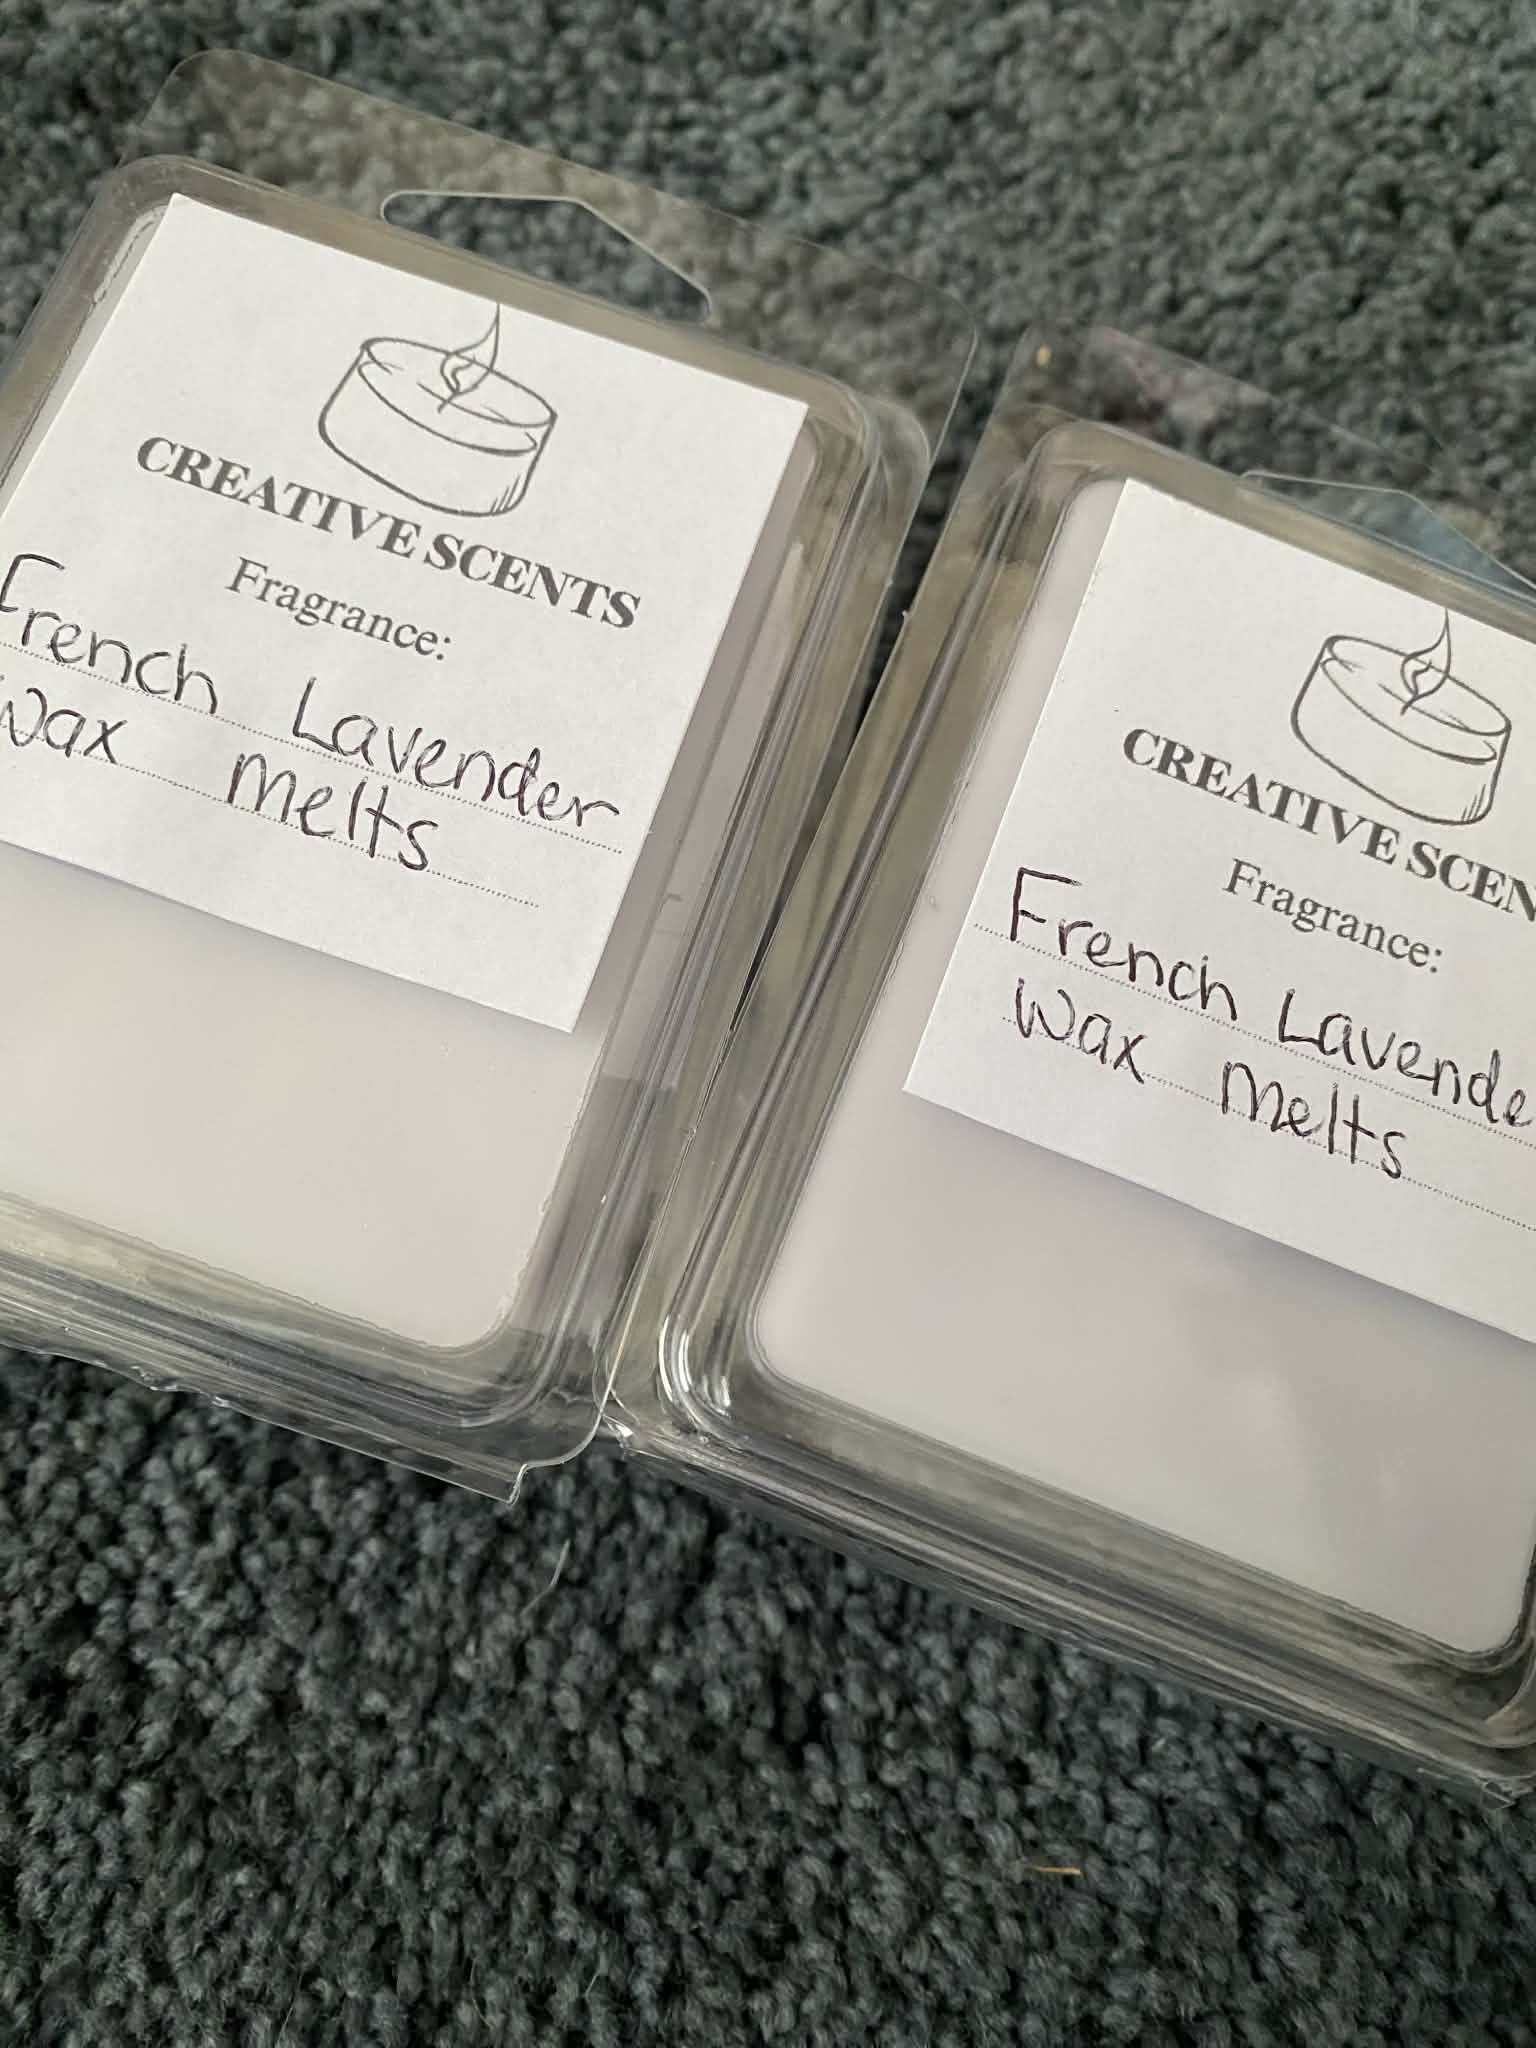 CREATIVE SCENTS
Fragrance:
French Lavender
Wax Melts
CREATIVE SCEN
Fragrance:
French Lavende
Wax Melts